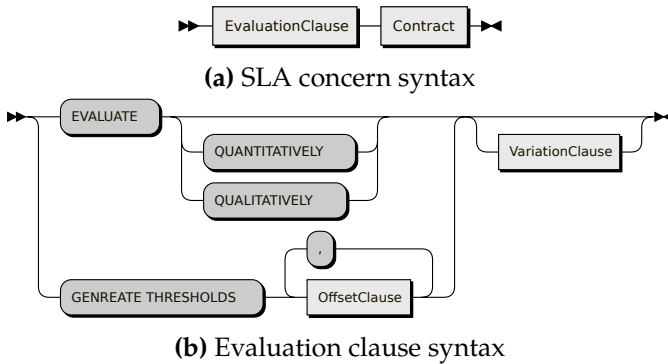 EvaluationClause Contract
(a) SLA concern syntax
EVALUATE
VariationClause
QUANTITATIVELY
QUALITATIVELY
,
GENREATE THRESHOLDS OffsetClause
(b) Evaluation clause syntax